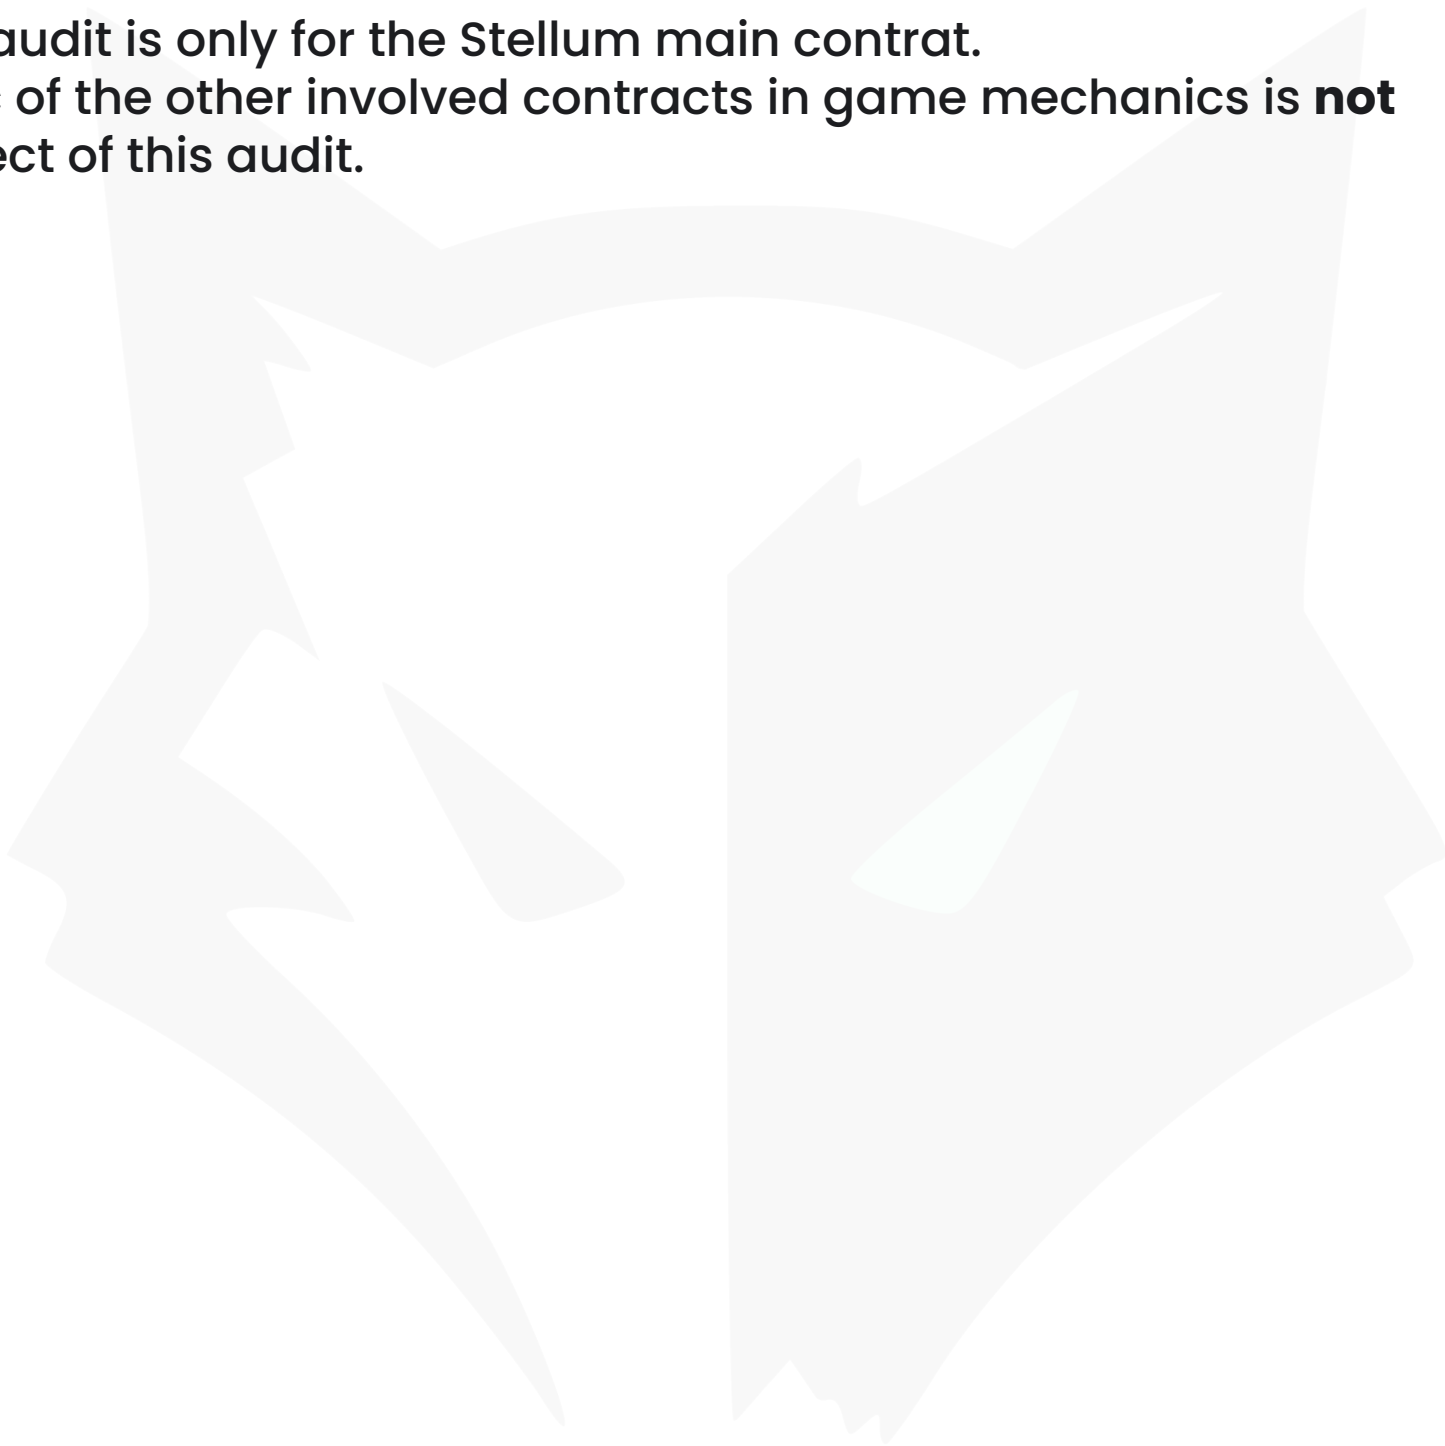 audit is only for the Stellum main contrat.
of the other involved contracts in game mechanics is not
ect of this audit.